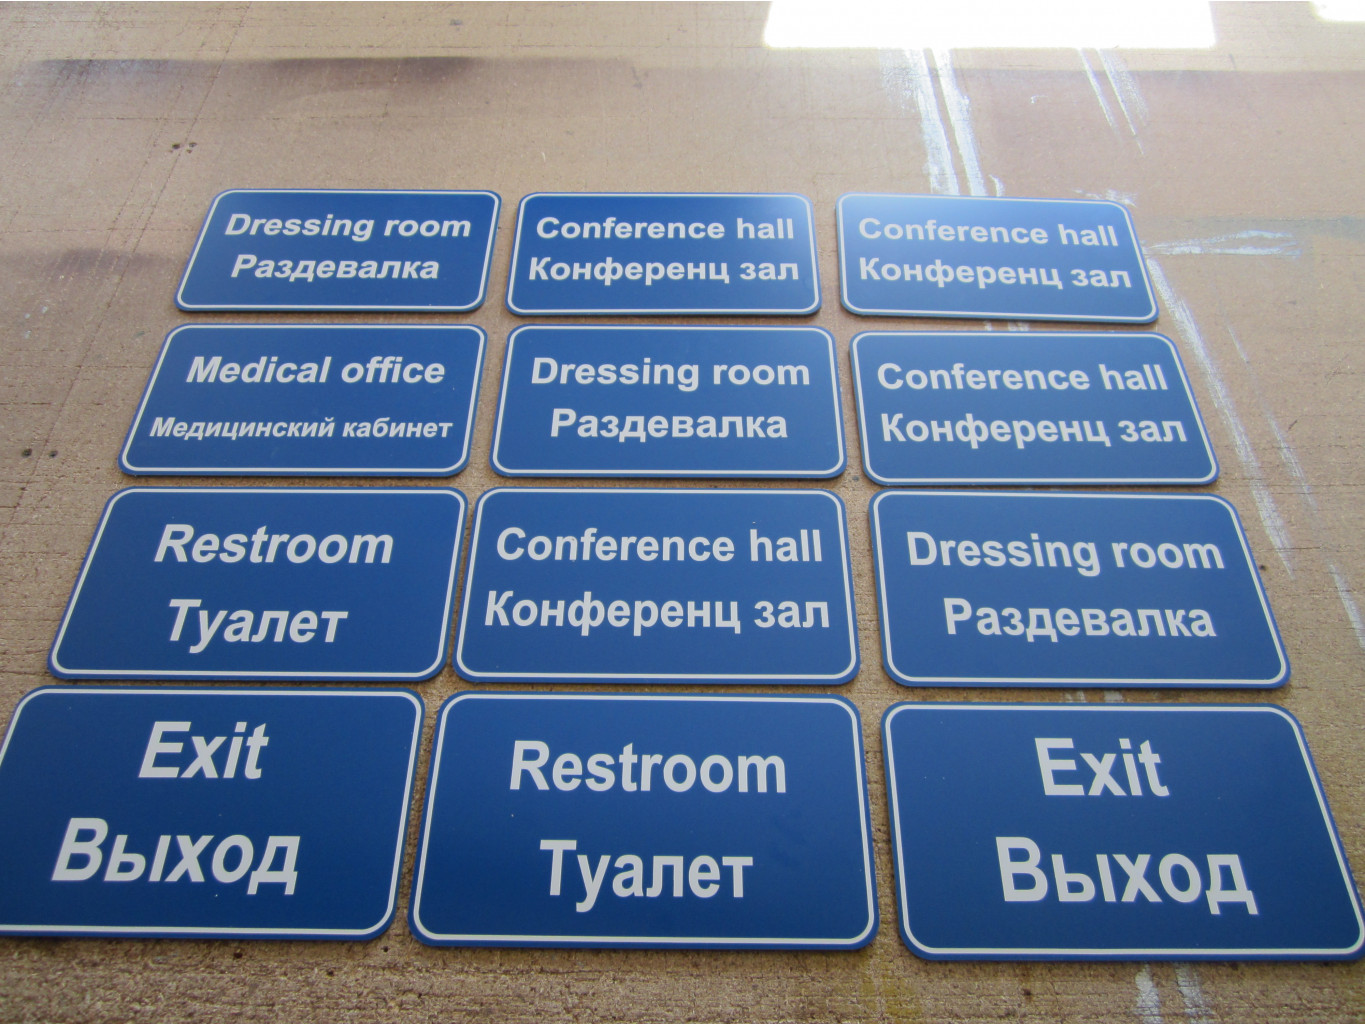 Dressing room
Раздевалка
Conference hall
Конференц зал
Conference hall
Конференц зал
Medical office
Медицинский кабинет
Dressing room
Раздевалка
Conference hall
Конференц зал
Restroom
Туалет
Conference hall
Конференц зал
Dressing room
Раздевалка
Exit
Выход
Restroom
Туалет
Exit
Выход